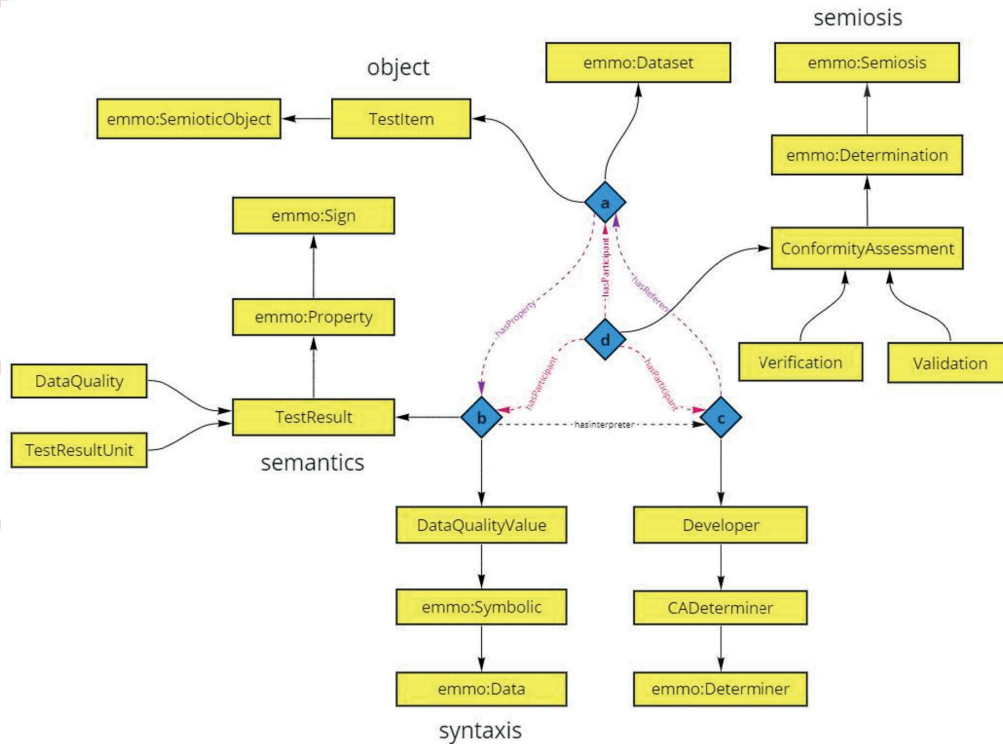 semiosis
object
emmo:Dataset
emmo:Semiosis
emmo:SemioticObject
TestItem
emmo:Determination
a
emmo:Sign
ConformityAssessment
hasParticipant
hasReferen
hasProperty
emmo:Property
d
Verification
Validation
DataQuality
hasParticipant
hasParticipant
TestResult
b
hasInterpreter
c
TestResultUnit
semantics
DataQualityValue
Developer
emmo:Symbolic
CADeterminer
emmo:Data
emmo:Determiner
syntaxis